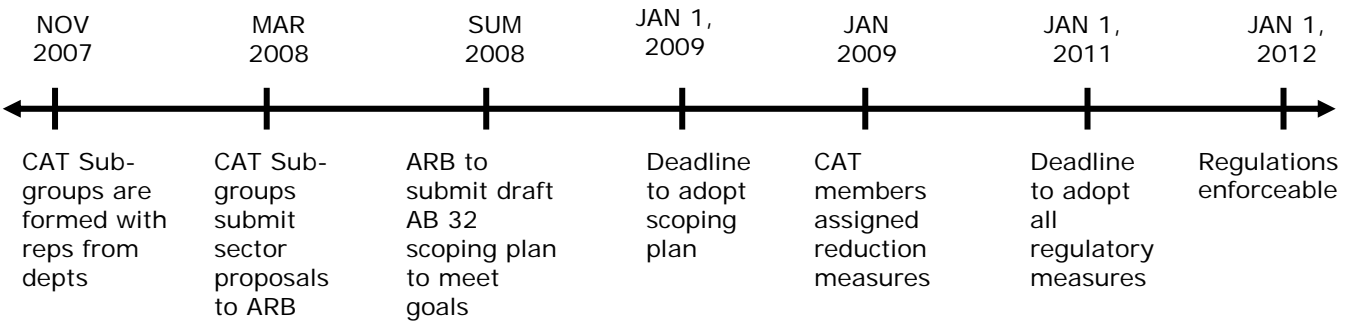 NOV
2007
MAR
2008
SUM
2008
JAN 1,
2009
JAN
2009
JAN 1,
2011
JAN 1,
2012
CAT Sub-
groups are
formed with
reps from
depts
CAT Sub-
groups
submit
sector
proposals
to ARB
ARB to
submit draft
AB 32
scoping plan
to meet
goals
Deadline
to adopt
scoping
plan
CAT
members
assigned
reduction
measures
Deadline
to adopt
all
regulatory
measures
Regulations
enforceable